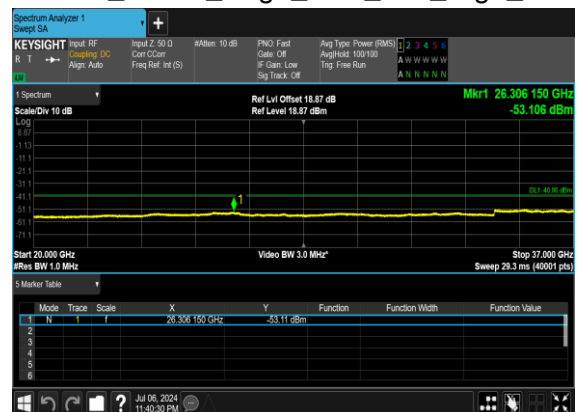 Spectrum Analyzer 1
Swept SA
KEYSIGHT Input: RF Input Z: 50 Ω #Atten: 10 dB PNO: Fast Avg Type: Power (RMS) 1 2 3 4 5 6
R T Coupling: DC Corr CCorr Gate: Off Avg|Hold: 100/100 A W W W W W
Align: Auto Freq Ref: Int (S) IF Gain: Low Trig: Free Run
Sig Track: Off A N N N N N
1 Spectrum
Ref Lvl Offset 18.87 dB Mkr1 26.306 150 GHz
Scale/Div 10 dB Ref Level 18.87 dBm -53.106 dBm
Log
8.87
-1.13
-11.1
-21.1
-31.1
DL1 -40.00 dBm
-41.1
1
-51.1
-61.1
-71.1
Start 20.000 GHz Video BW 3.0 MHz* Stop 37.000 GHz
#Res BW 1.0 MHz Sweep 29.3 ms (40001 pts)
5 Marker Table
Mode Trace Scale X Y Function Function Width Function Value
1 N 1 f 26.306 150 GHz -53.11 dBm
2
3
4
5
6
? Jul 06, 2024
11:40:30 PM